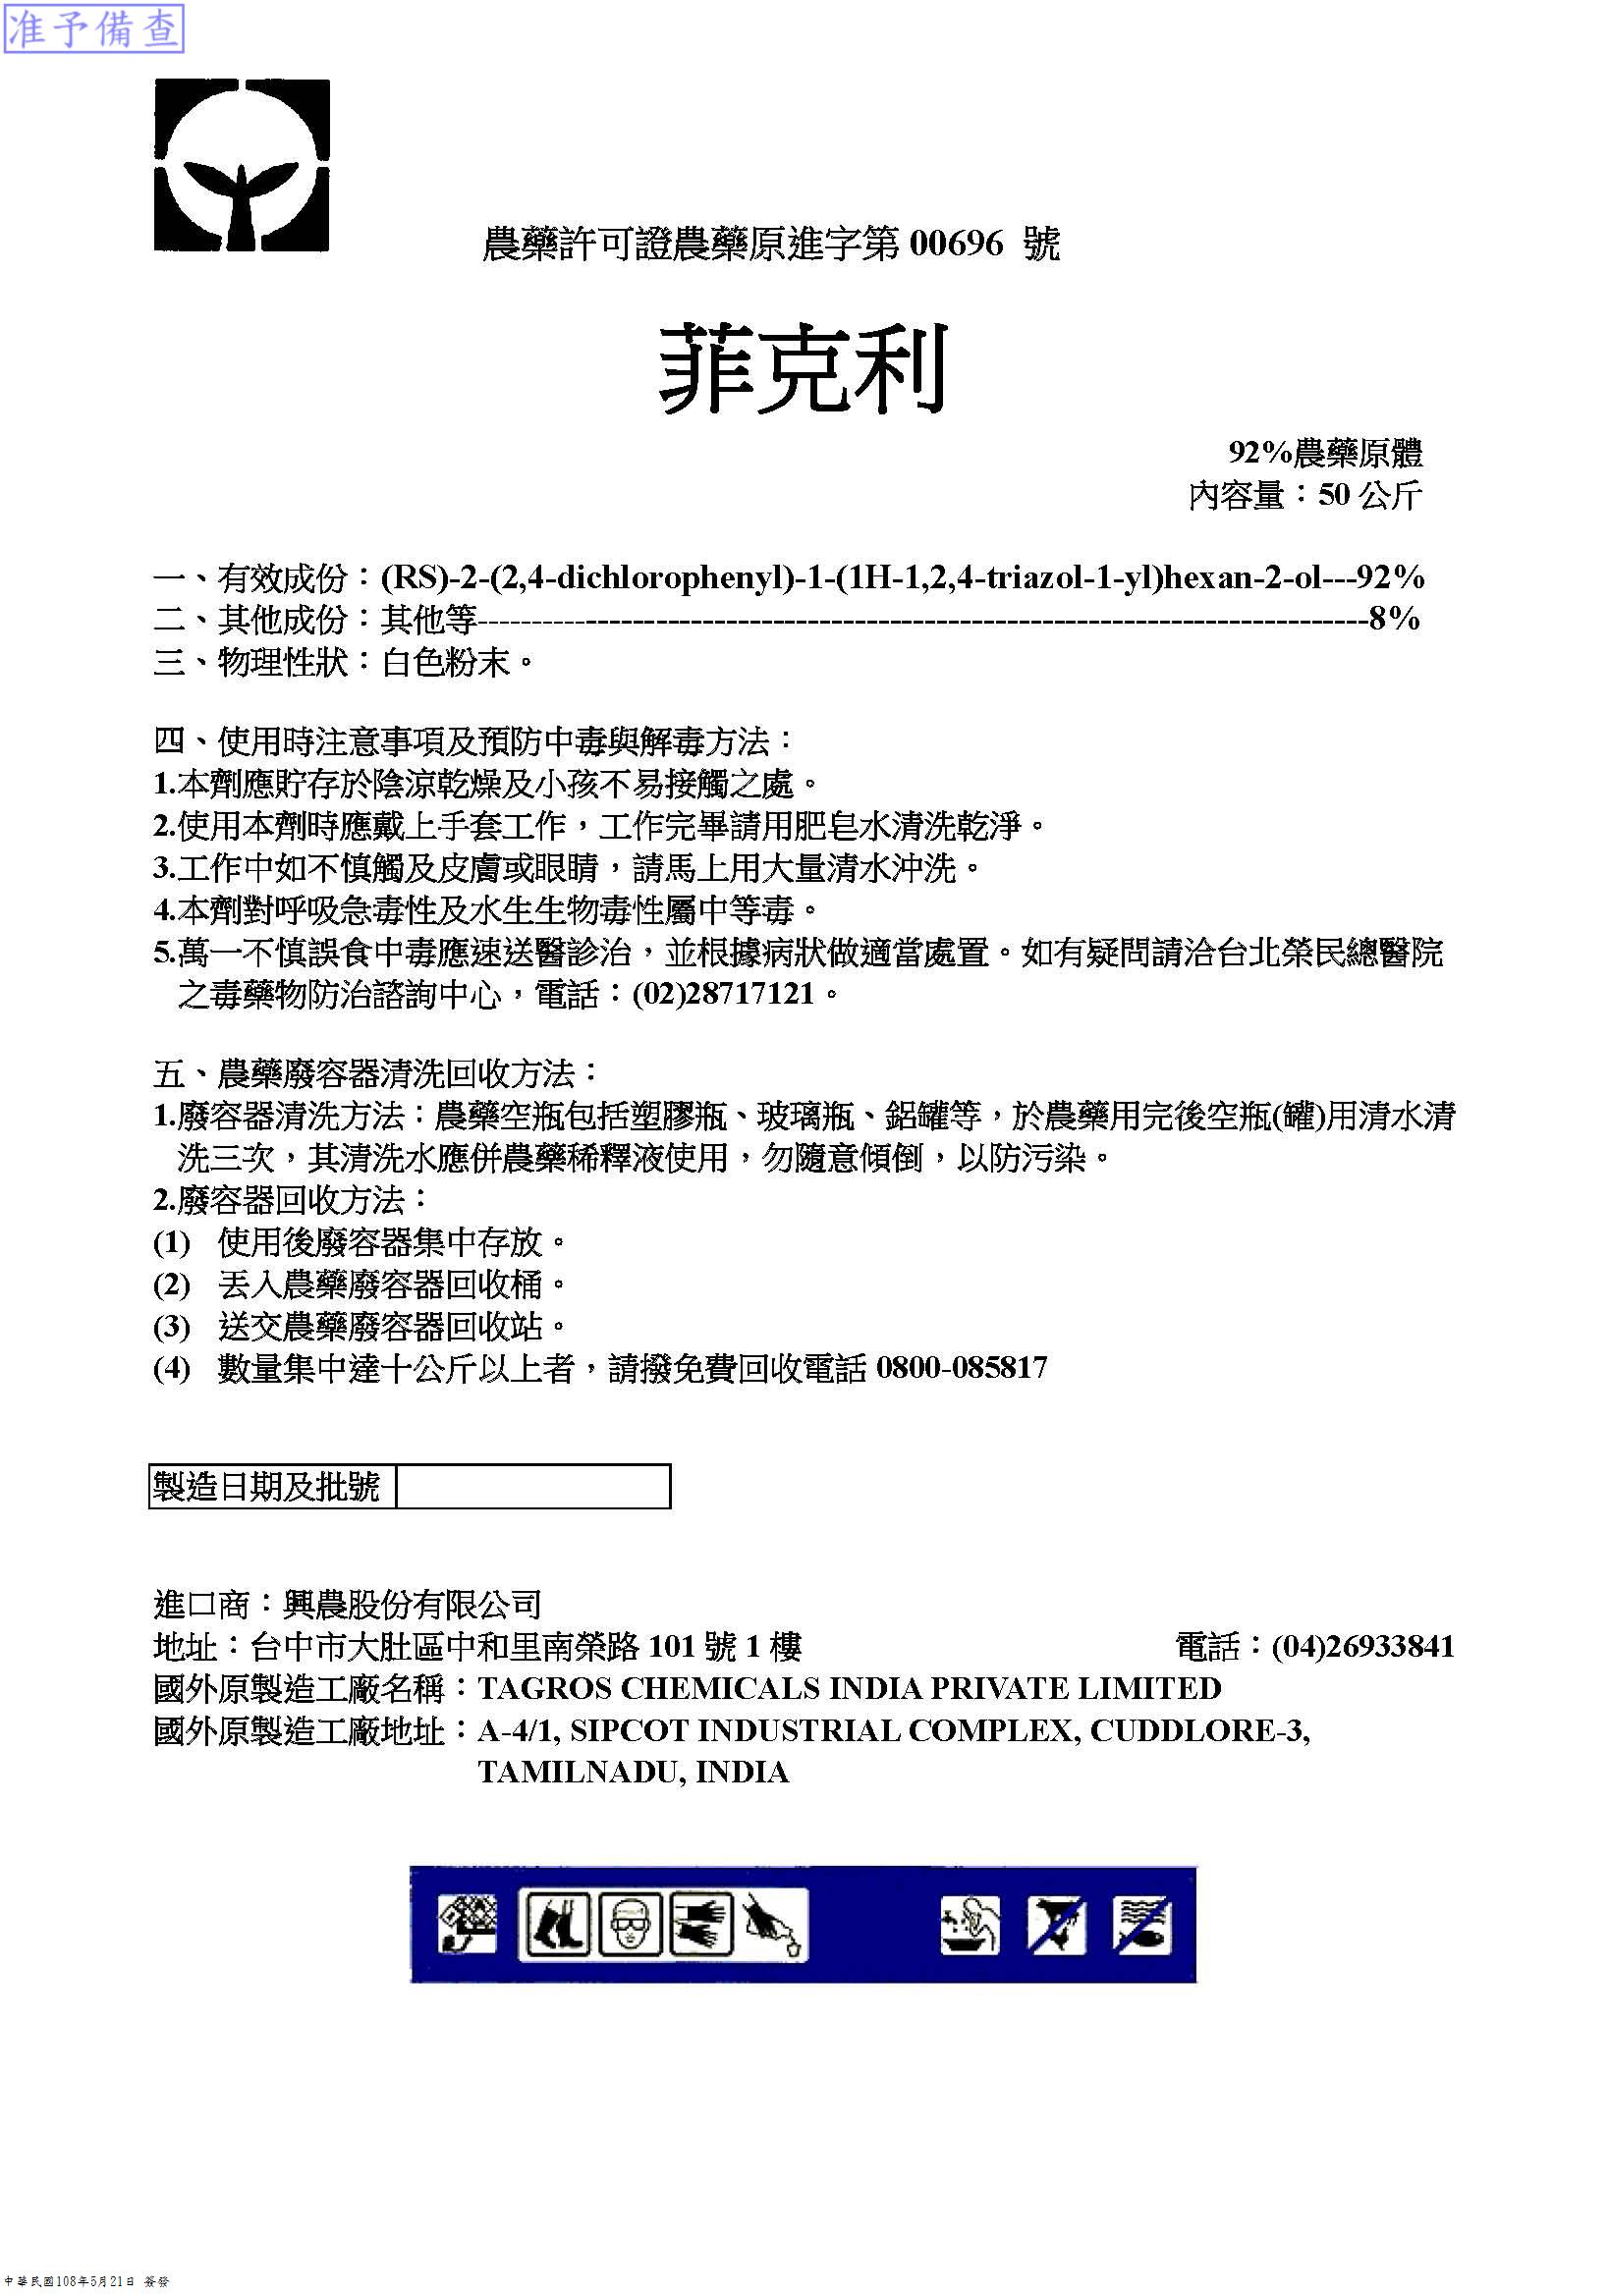 准予備查
農藥許可證農藥原進字第 00696 號
菲克利
92%農藥原體
內容量：50 公斤
一、有效成份：(RS)-2-(2,4-dichlorophenyl)-1-(1H-1,2,4-triazol-1-yl)hexan-2-ol---92%
二、其他成份：其他等--------------------------------------------------------------------------------8%
三、物理性狀：白色粉末。
四、使用時注意事項及預防中毒與解毒方法：
1.本劑應貯存於陰涼乾燥及小孩不易接觸之處。
2.使用本劑時應戴上手套工作，工作完畢請用肥皂水清洗乾淨。
3.工作中如不慎觸及皮膚或眼睛，請馬上用大量清水沖洗。
4.本劑對呼吸急毒性及水生生物毒性屬中等毒。
5.萬一不慎誤食中毒應速送醫診治，並根據病狀做適當處置。如有疑問請洽台北榮民總醫院
之毒藥物防治諮詢中心，電話：(02)28717121。
五、農藥廢容器清洗回收方法：
1.廢容器清洗方法：農藥空瓶包括塑膠瓶、玻璃瓶、鋁罐等，於農藥用完後空瓶(罐)用清水清
洗三次，其清洗水應併農藥稀釋液使用，勿隨意傾倒，以防污染。
2.廢容器回收方法：
(1) 使用後廢容器集中存放。
(2) 丟入農藥廢容器回收桶。
(3) 送交農藥廢容器回收站。
(4) 數量集中達十公斤以上者，請撥免費回收電話 0800-085817
製造日期及批號
進口商：興農股份有限公司
地址：台中市大肚區中和里南榮路 101 號 1 樓 電話：(04)26933841
國外原製造工廠名稱：TAGROS CHEMICALS INDIA PRIVATE LIMITED
國外原製造工廠地址：A-4/1, SIPCOT INDUSTRIAL COMPLEX, CUDDLORE-3,
TAMILNADU, INDIA
中華民國108年5月21日 簽發